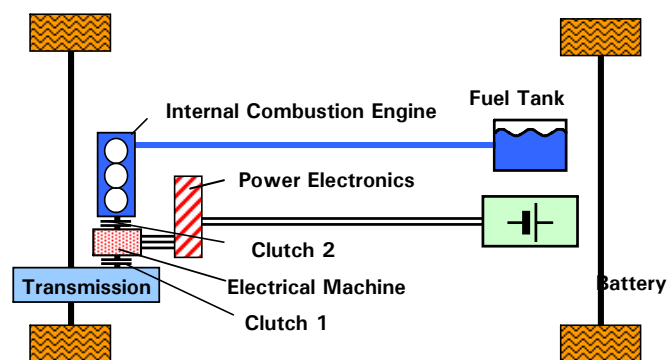 Fuel Tank
Internal Combustion Engine
Power Electronics
Clutch 2
Transmission
Electrical Machine
Battery
Clutch 1